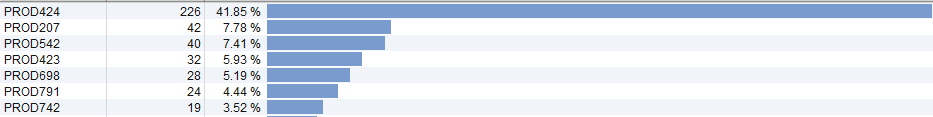 PROD424 226 41.85 %
PROD207 42 7.78 %
PROD542 40 7.41 %
PROD423 32 5.93 %
PROD698 28 5.19 %
PROD791 24 4.44 %
PROD742 19 3.52 %